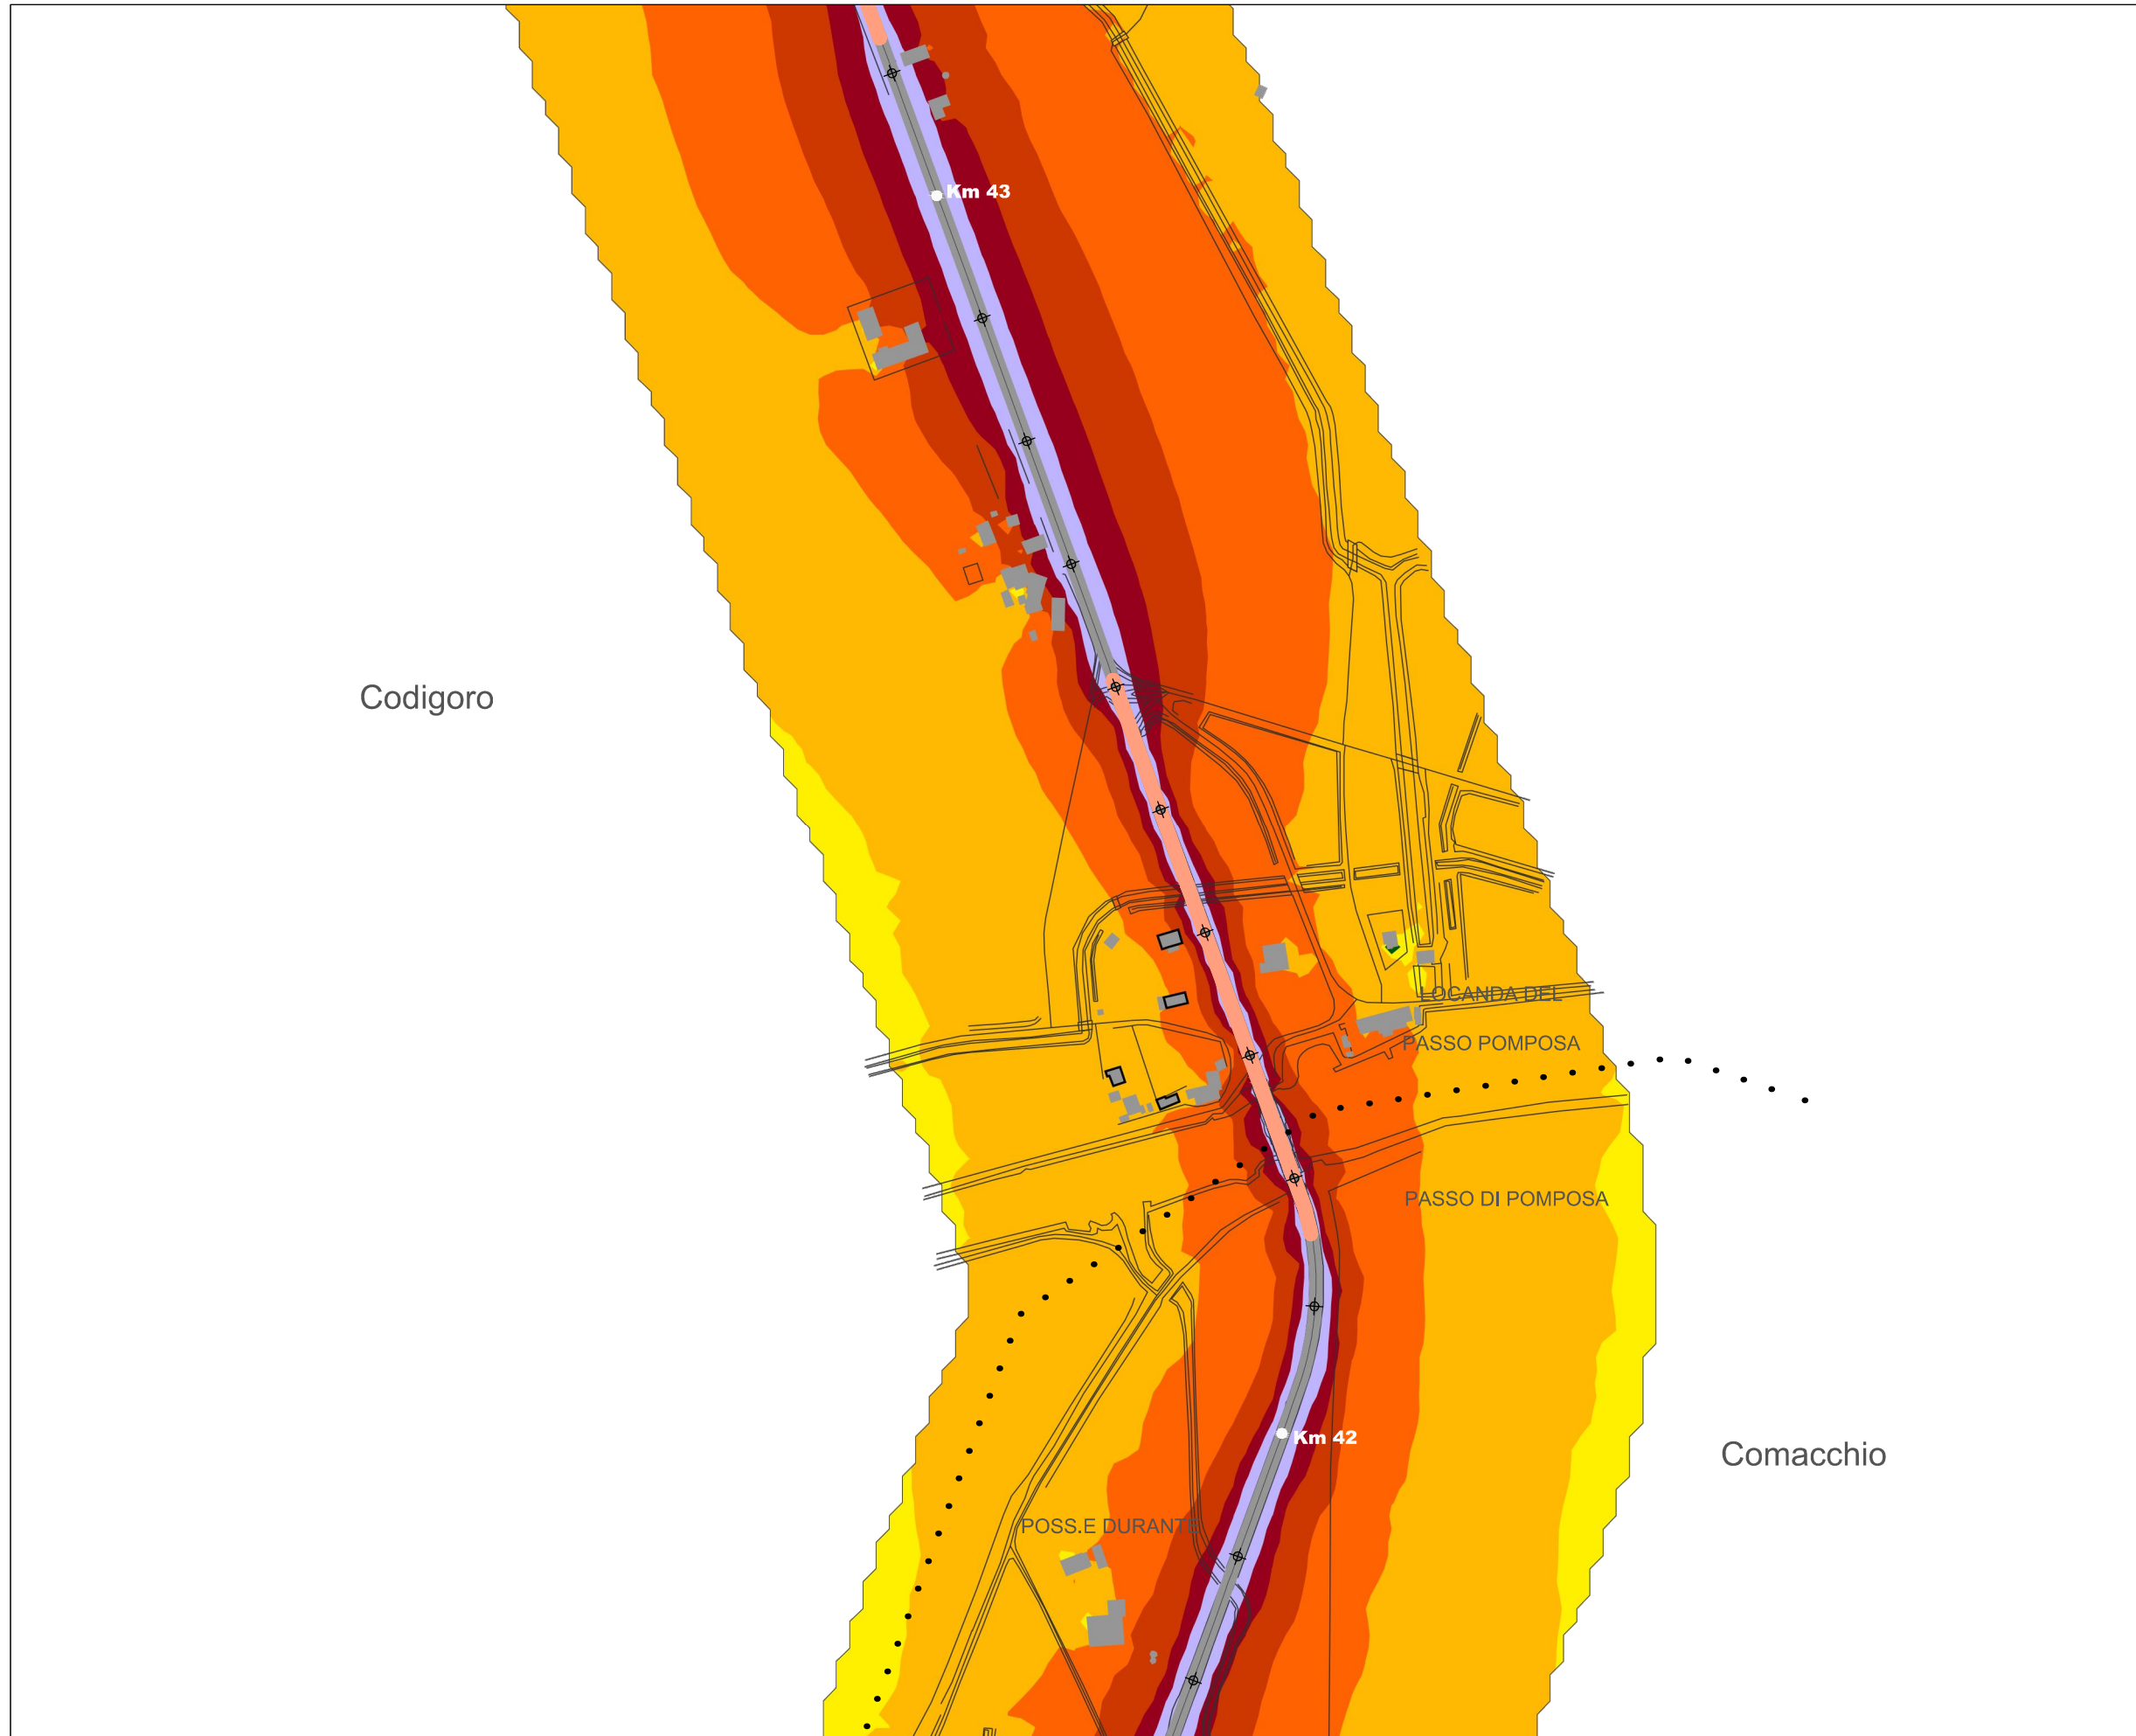 Km 43
Codigoro
LOCANDA DEL
PASSO POMPOSA
PASSO DI POMPOSA
Km 42
Comacchio
POSS.E DURANTE